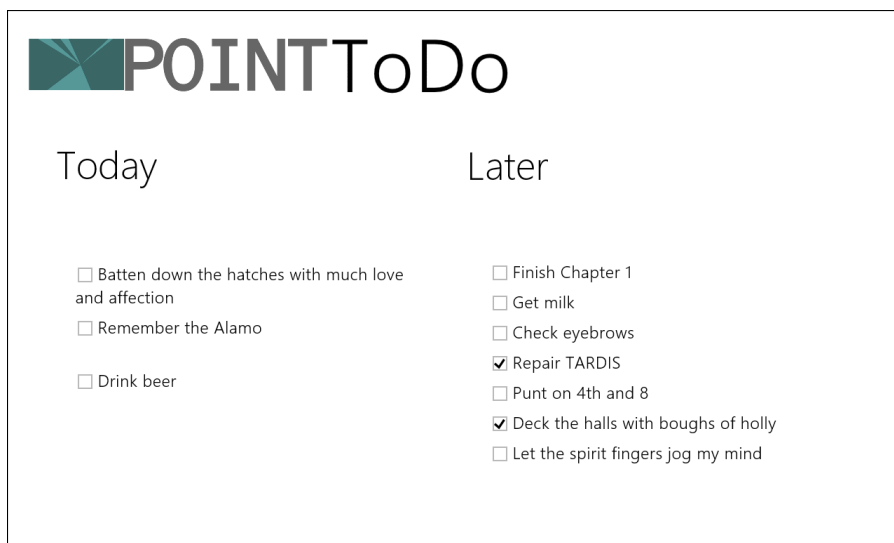 POINTToDo
Today
Later
Batten down the hatches with much love
and affection
Remember the Alamo
Drink beer
Finish Chapter 1
Get milk
Check eyebrows
Repair TARDIS
Punt on 4th and 8
Deck the halls with boughs of holly
Let the spirit fingers jog my mind